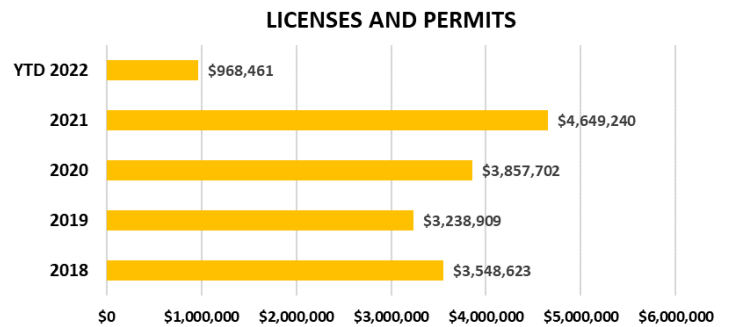 LICENSES AND PERMITS
YTD 2022 $968,461
2021 $4,649,240
2020 $3,857,702
2019 $3,238,909
2018 $3,548,623
$0 $1,000,000 $2,000,000 $3,000,000 $4,000,000 $5,000,000 $6,000,000